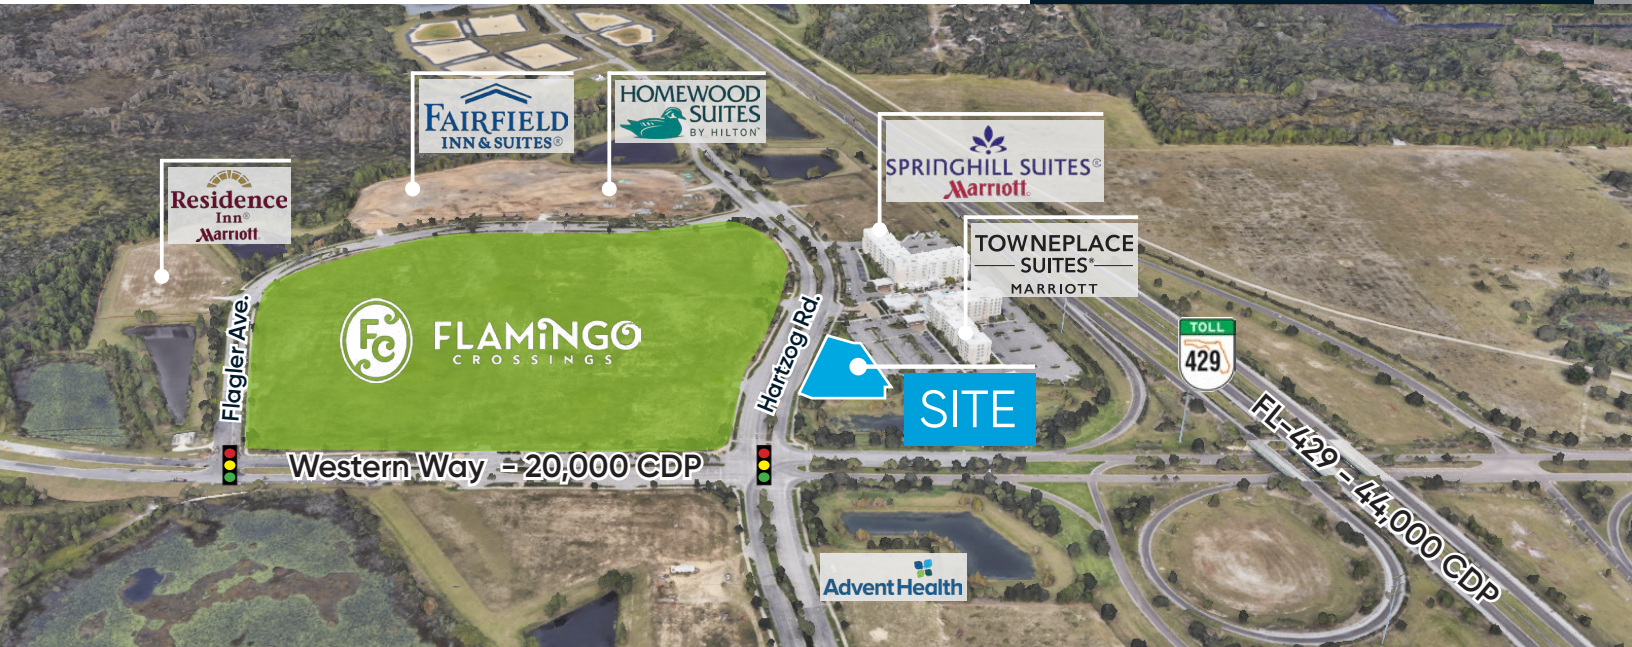 FAIRFIELD
INN & SUITES®
HOMEWOOD
SUITES
BY HILTON™
SPRINGHILL SUITES®
Marriott
Residence
Inn®
Marriott
TOWNEPLACE
SUITES®
MARRIOTT
Flagler Ave.
FC
FLAMINGO
CROSSINGS
Hartzog Rd.
SITE
TOLL
429
FL-429 - 44,000 CDP
Western Way - 20,000 CDP
AdventHealth